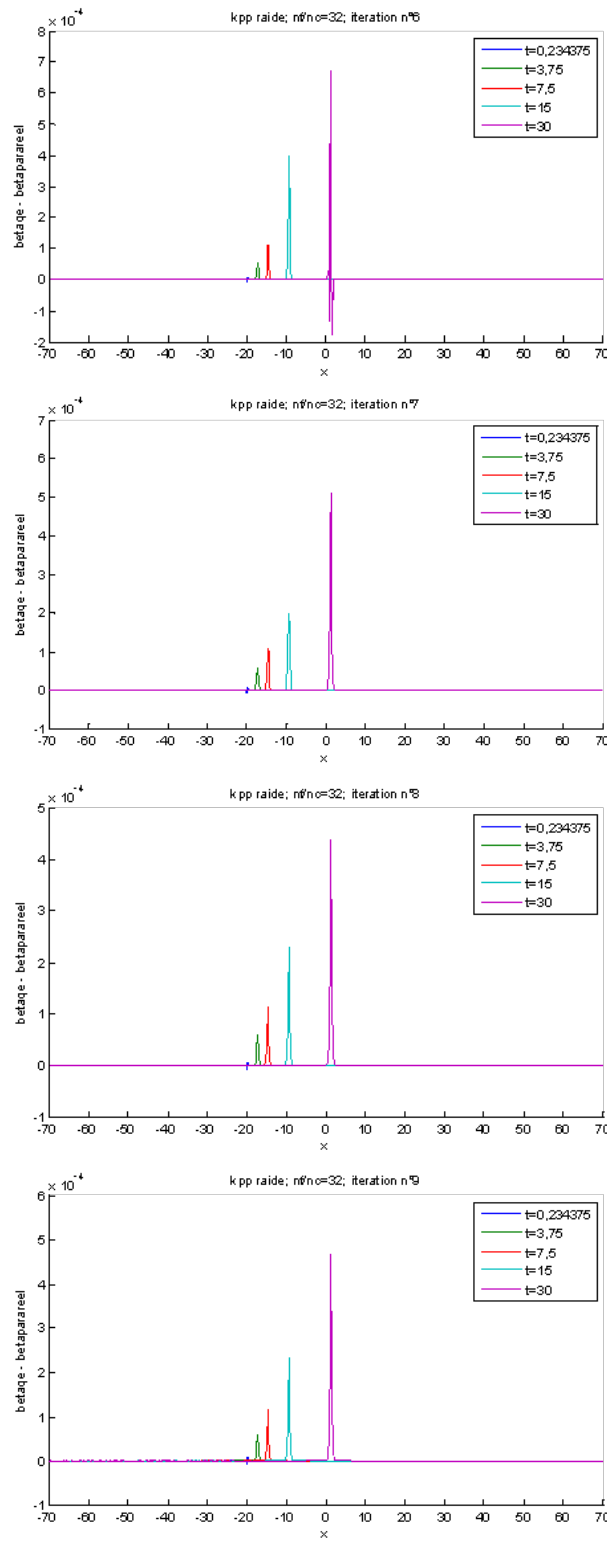 × 10⁻⁴
kpp raide; nf/nc=32; iteration n°6
8
7
6
5
4
3
2
1
0
-1
-2
betaqe - betaparareel
t=0,234375
t=3,75
t=7,5
t=15
t=30
-70 -60 -50 -40 -30 -20 -10 0 10 20 30 40 50 60 70
x
× 10⁻⁴
kpp raide; nf/nc=32; iteration n°7
7
6
5
4
3
2
1
0
-1
betaqe - betaparareel
t=0,234375
t=3,75
t=7,5
t=15
t=30
-70 -60 -50 -40 -30 -20 -10 0 10 20 30 40 50 60 70
x
× 10⁻⁴
kpp raide; nf/nc=32; iteration n°8
5
4
3
2
1
0
-1
betaqe - betaparareel
t=0,234375
t=3,75
t=7,5
t=15
t=30
-70 -60 -50 -40 -30 -20 -10 0 10 20 30 40 50 60 70
x
× 10⁻⁴
kpp raide; nf/nc=32; iteration n°9
6
5
4
3
2
1
0
-1
betaqe - betaparareel
t=0,234375
t=3,75
t=7,5
t=15
t=30
-70 -60 -50 -40 -30 -20 -10 0 10 20 30 40 50 60 70
x